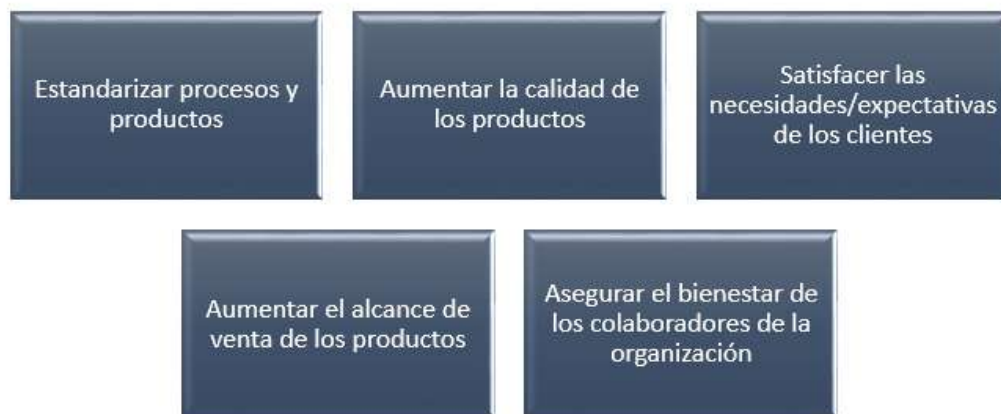 Estandarizar procesos y
productos
Aumentar la calidad de
los productos
Satisfacer las
necesidades/expectativas
de los clientes
Aumentar el alcance de
venta de los productos
Asegurar el bienestar de
los colaboradores de la
organización